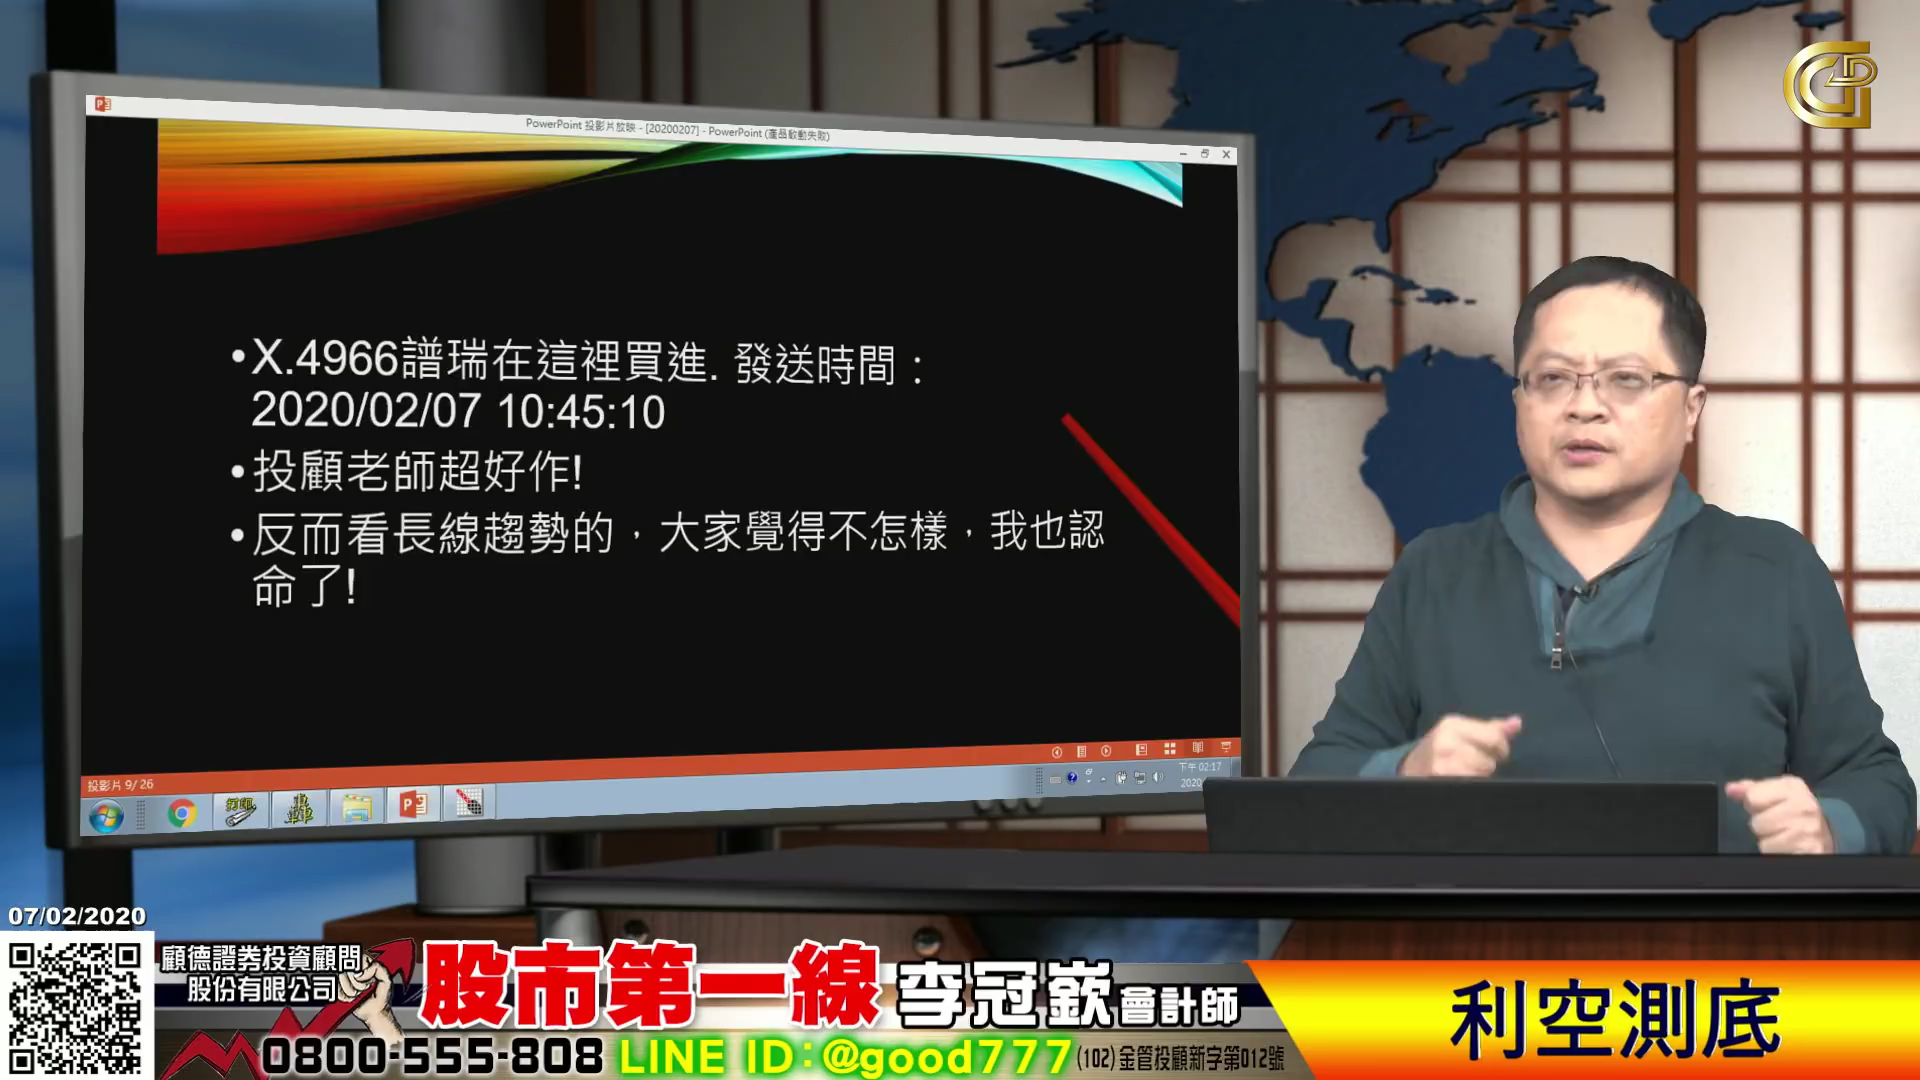 PowerPoint 投影片放映 - [20200207] - PowerPoint (產品啟動失敗)
•X.4966譜瑞在這裡買進. 發送時間：
2020/02/07 10:45:10
•投顧老師超好作!
•反而看長線趨勢的，大家覺得不怎樣，我也認
命了!
投影片 9/ 26
下午 02:17
2020
07/02/2020
顧德證券投資顧問
股份有限公司
股市第一線 李冠嶔 會計師
0800-555-808 LINE ID:@good777 (102)金管投顧新字第012號
利空測底